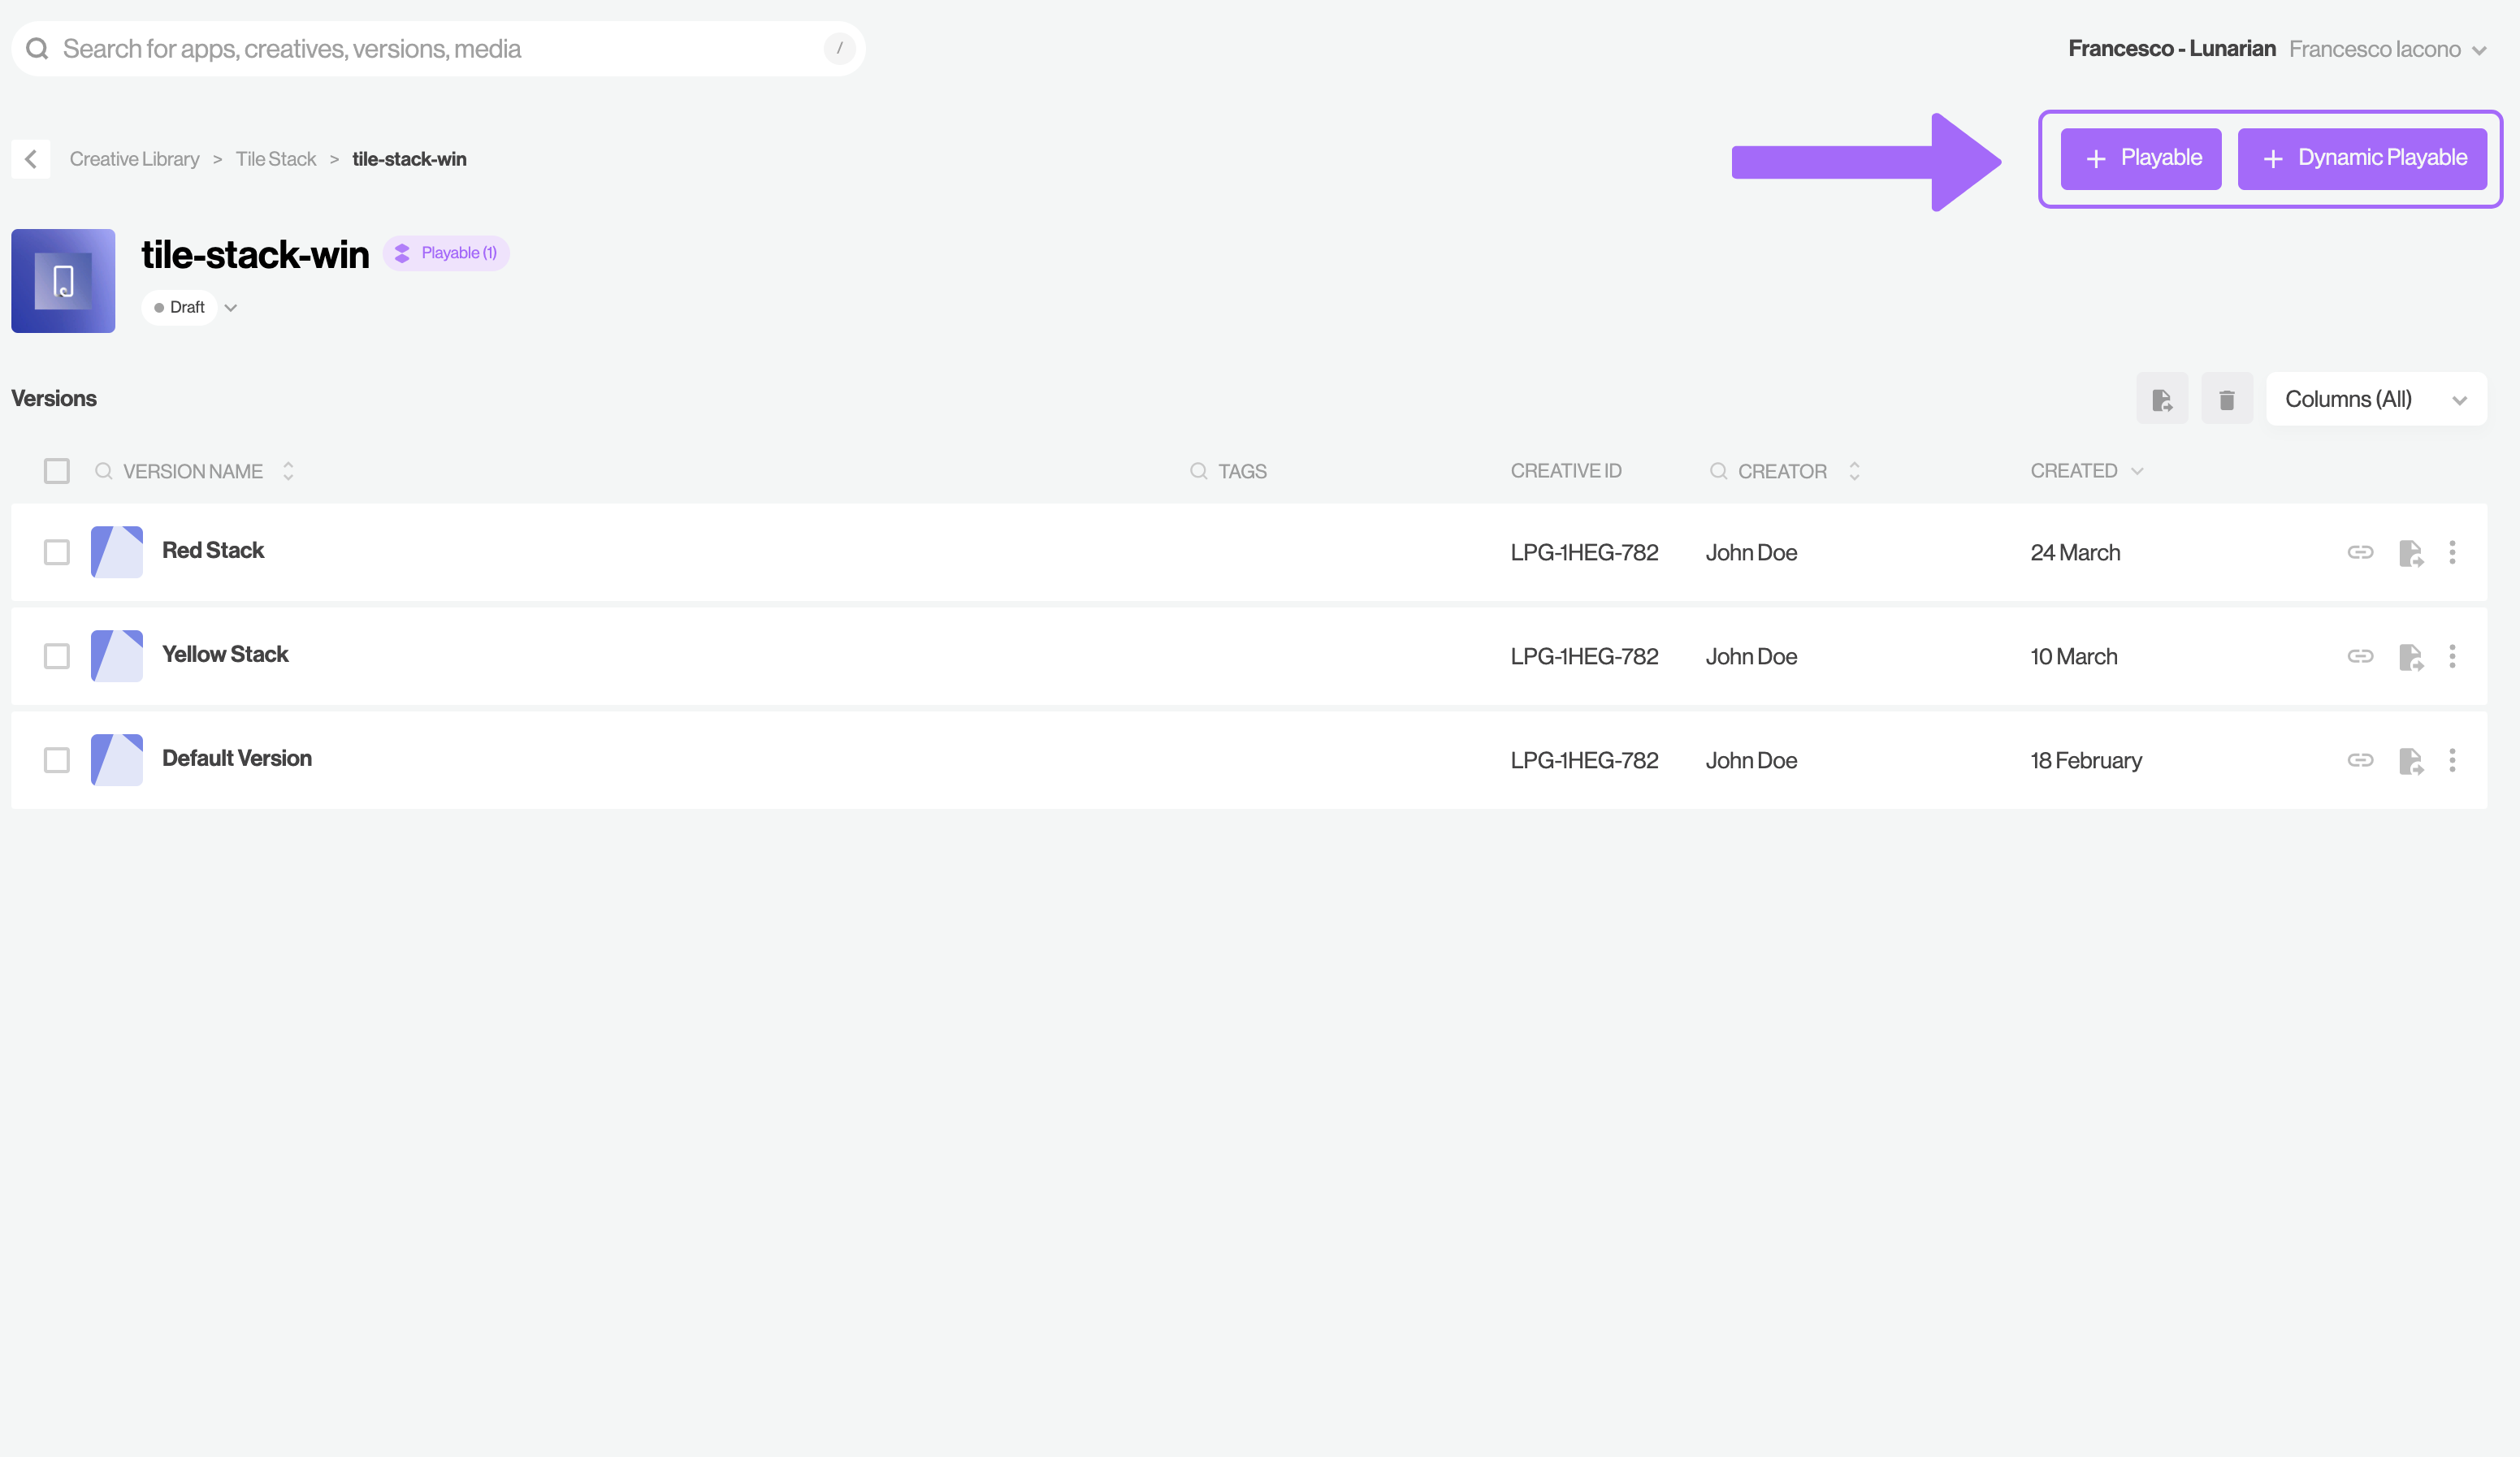 Search for apps, creatives, versions, media /
Francesco - Lunarian Francesco Iacono
Creative Library > Tile Stack > tile-stack-win
+ Playable
+ Dynamic Playable
tile-stack-win
Playable (1)
Draft
Versions
Columns (All)
VERSION NAME TAGS CREATIVE ID CREATOR CREATED
Red Stack LPG-1HEG-782 John Doe 24 March
Yellow Stack LPG-1HEG-782 John Doe 10 March
Default Version LPG-1HEG-782 John Doe 18 February